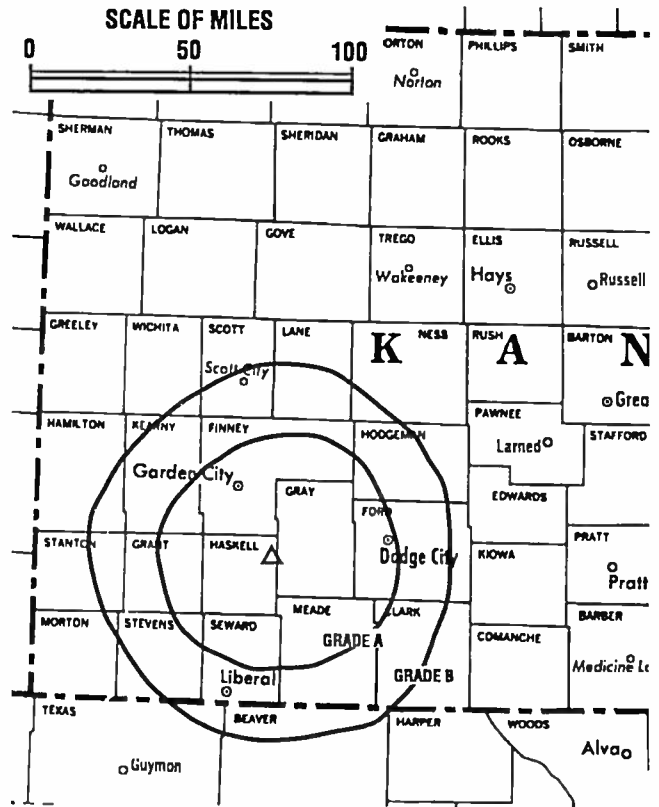 SCALE OF MILES
0 50 100
ORTON PHILLIPS SMITH
Norton
SHERMAN THOMAS SHERIDAN GRAHAM ROOKS OSBORNE
Goodland
WALLACE LOGAN GOVE TREGO ELLIS RUSSELL
Wakeeney Hays Russell
GREELEY WICHITA SCOTT LANE NESS RUSH BARTON
K A N
Scott City
Grea
HAMILTON KEARNY FINNEY HODGEMAN PAWNEE STAFFORD
Larned
Garden City
GRAY EDWARDS
FORD
STANTON GRANT HASKELL Dodge City KIOWA PRATT
Pratt
MORTON STEVENS SEWARD MEADE CLARK COMANCHE BARBER
GRADE A
Liberal GRADE B Medicine Lo
TEXAS BEAVER HARPER WOODS
Guymon Alva